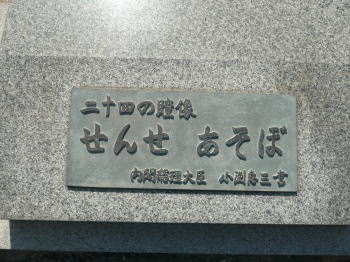 二十四の瞳像
せんせ あそぼ
内閣総理大臣 小渕恵三書